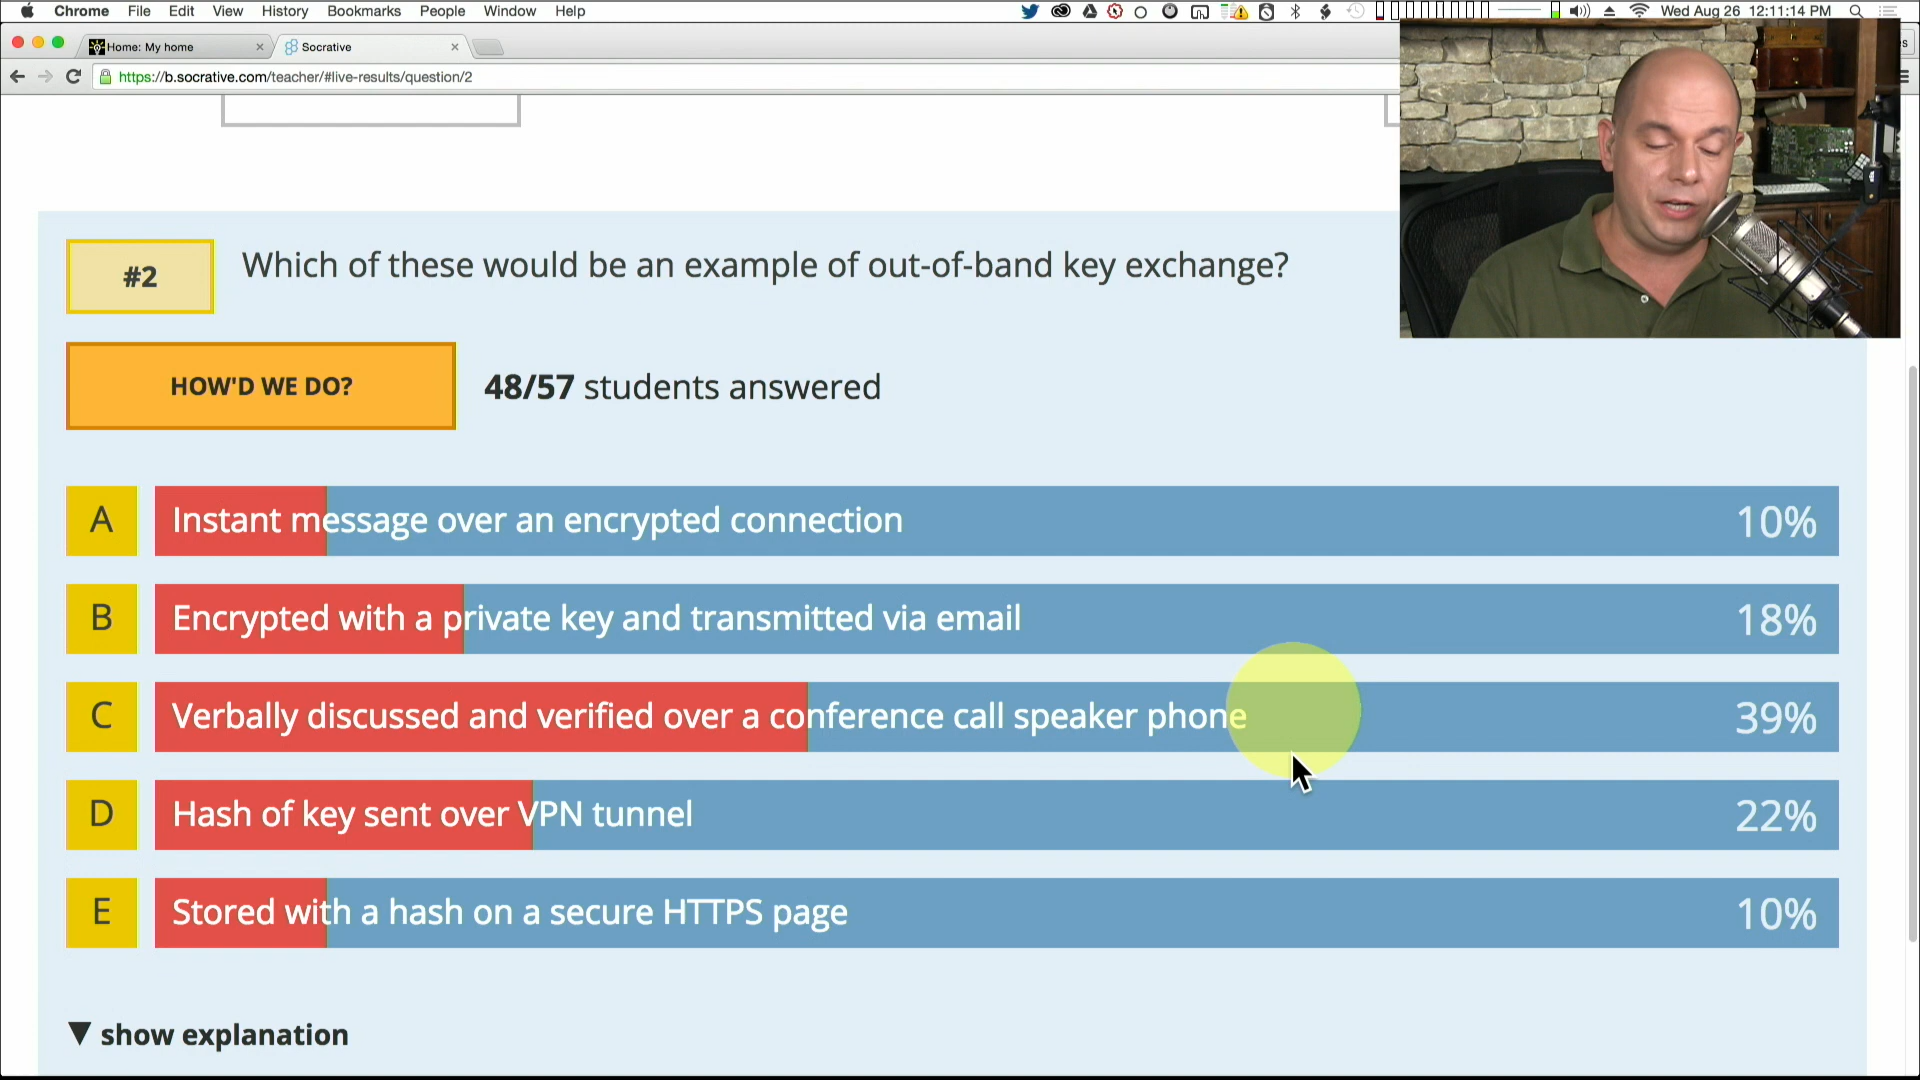 Chrome File Edit View History Bookmarks People Window Help Wed Aug 26 12:11:14 PM
Home: My home
Socrative
https://b.socrative.com/teacher/#live-results/question/2
#2
Which of these would be an example of out-of-band key exchange?
HOW'D WE DO?
48/57 students answered
A Instant message over an encrypted connection 10%
B Encrypted with a private key and transmitted via email 18%
C Verbally discussed and verified over a conference call speaker phone 39%
D Hash of key sent over VPN tunnel 22%
E Stored with a hash on a secure HTTPS page 10%
▼ show explanation